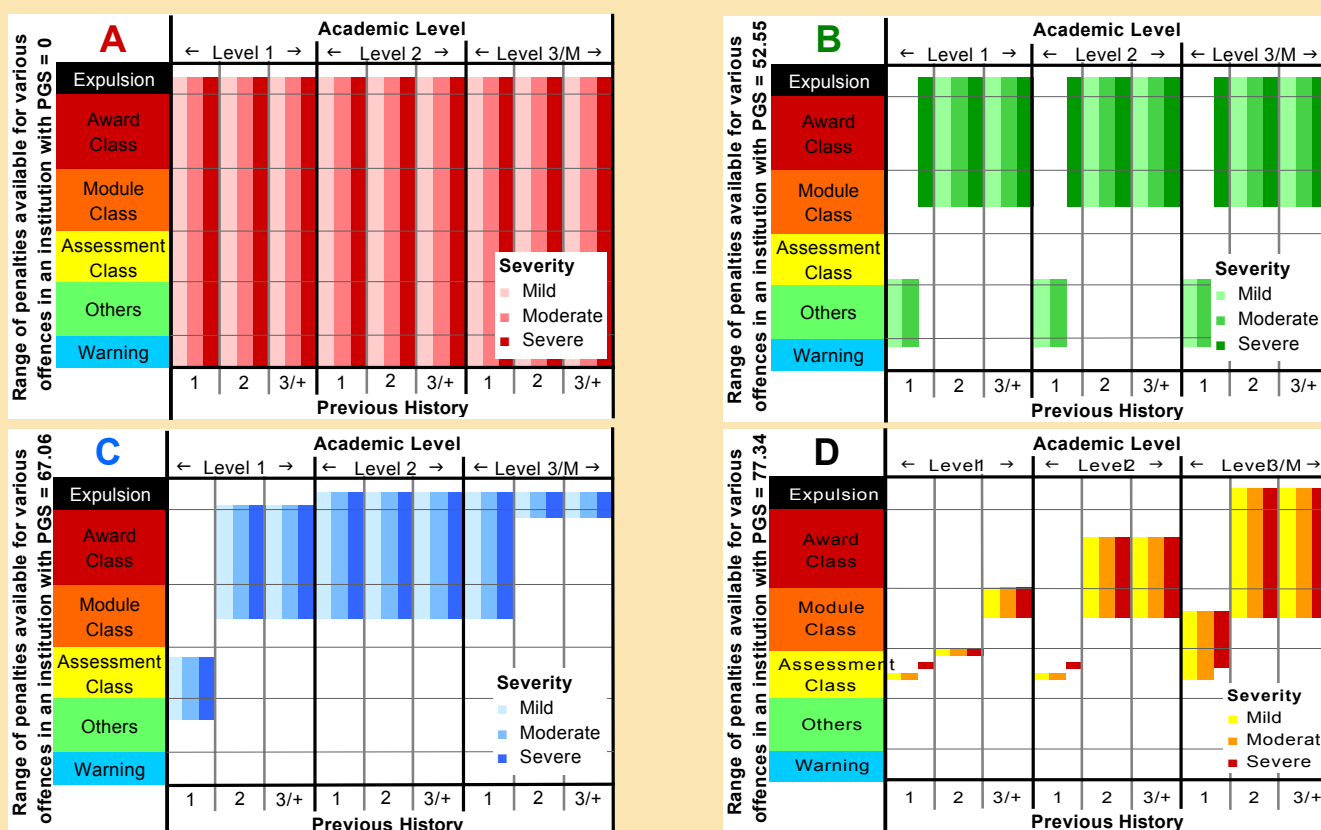 Range of penalties available for various
offences in an institution with PGS = 0
A
Academic Level
← Level 1 →
← Level 2 →
← Level 3/M →
Expulsion
Award
Class
Module
Class
Assessment
Class
Others
Warning
Severity
Mild
Moderate
Severe
1 2 3/+ 1 2 3/+ 1 2 3/+
Previous History
Range of penalties available for various
offences in an institution with PGS = 52.55
B
Academic Level
← Level 1 →
← Level 2 →
← Level 3/M →
Expulsion
Award
Class
Module
Class
Assessment
Class
Others
Warning
Severity
Mild
Moderate
Severe
1 2 3/+ 1 2 3/+ 1 2 3/+
Previous History
Range of penalties available for various
offences in an institution with PGS = 67.06
C
Academic Level
← Level 1 →
← Level 2 →
← Level 3/M →
Expulsion
Award
Class
Module
Class
Assessment
Class
Others
Warning
Severity
Mild
Moderate
Severe
1 2 3/+ 1 2 3/+ 1 2 3/+
Previous History
Range of penalties available for various
offences in an institution with PGS = 77.34
D
Academic Level
← Level1 →
← Level2 →
← Level3/M →
Expulsion
Award
Class
Module
Class
Assessment
Class
Others
Warning
Severity
Mild
Moderat
Severe
1 2 3/+ 1 2 3/+ 1 2 3/+
Previous History